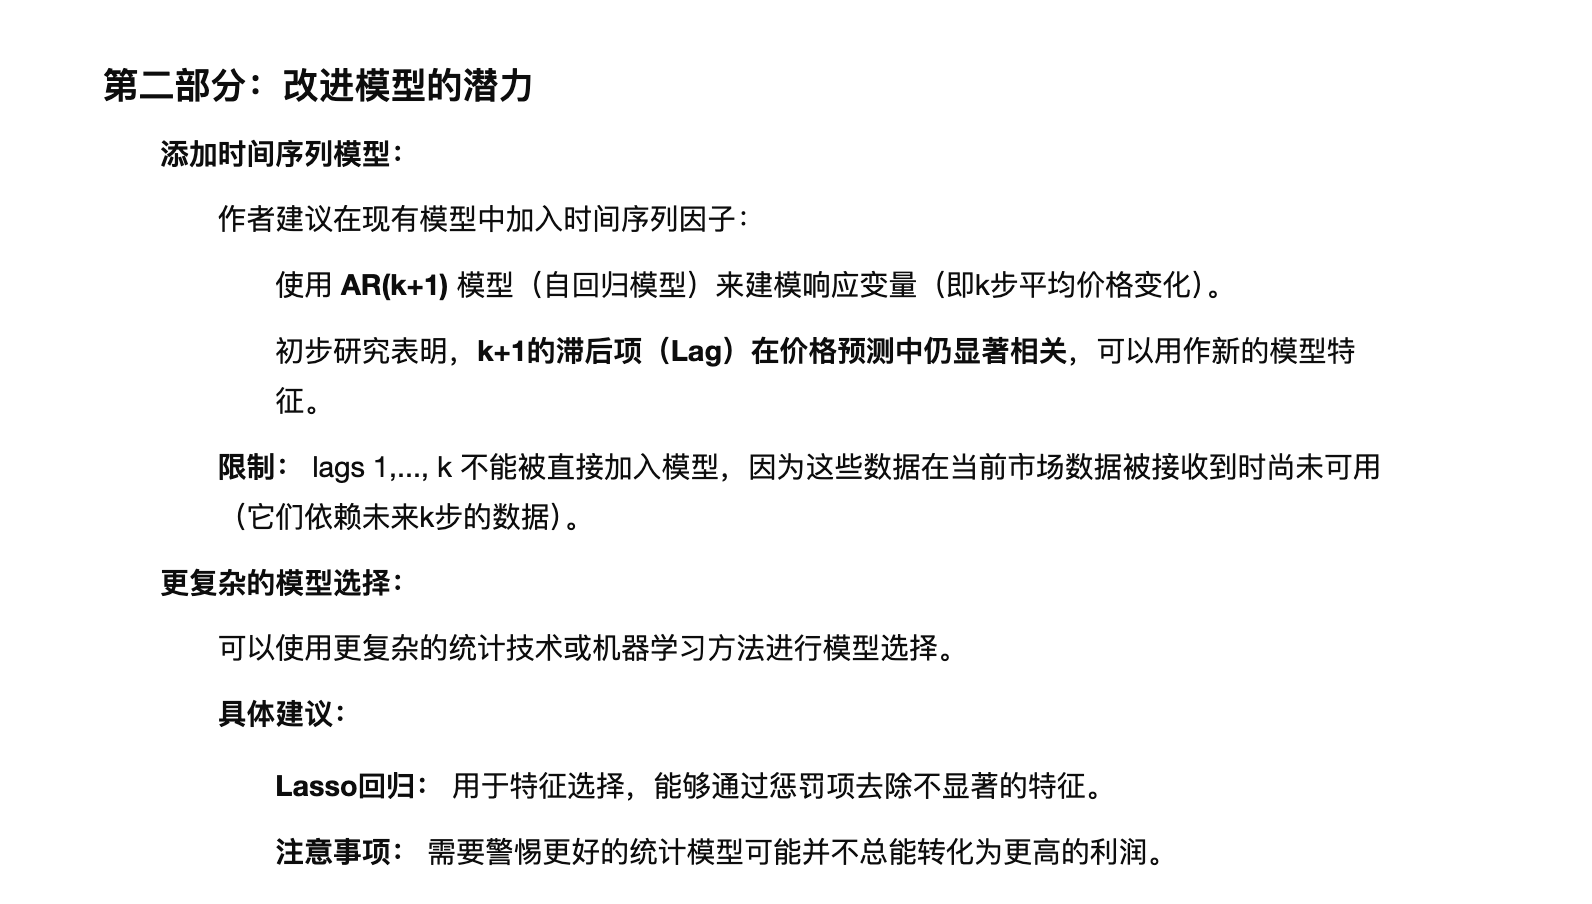 第二部分：改进模型的潜力
添加时间序列模型：
作者建议在现有模型中加入时间序列因子：
使用 AR(k+1) 模型（自回归模型）来建模响应变量（即k步平均价格变化）。
初步研究表明，k+1的滞后项（Lag）在价格预测中仍显著相关，可以用作新的模型特
征。
限制： lags 1,..., k 不能被直接加入模型，因为这些数据在当前市场数据被接收到时尚未可用
（它们依赖未来k步的数据）。
更复杂的模型选择：
可以使用更复杂的统计技术或机器学习方法进行模型选择。
具体建议：
Lasso回归： 用于特征选择，能够通过惩罚项去除不显著的特征。
注意事项： 需要警惕更好的统计模型可能并不总能转化为更高的利润。